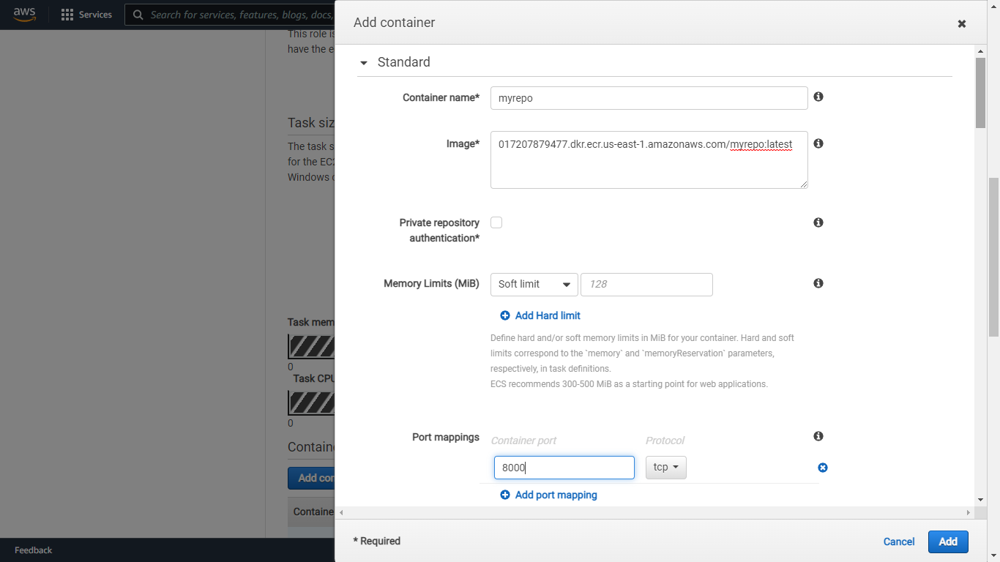 aws
Services
Search for services, features, blogs, docs,
This role is
have the e
Task siz
The task s
for the EC2
Windows c
Task mem
0
Task CPU
0
Containe
Add con
Containe
Feedback
Add container
Standard
Container name*
myrepo
Image*
017207879477.dkr.ecr.us-east-1.amazonaws.com/myrepo:latest
Private repository
authentication*
Memory Limits (MiB)
Soft limit
128
Add Hard limit
Define hard and/or soft memory limits in MiB for your container. Hard and soft
limits correspond to the `memory` and `memoryReservation` parameters,
respectively, in task definitions.
ECS recommends 300-500 MiB as a starting point for web applications.
Port mappings
Container port
Protocol
8000
tcp
Add port mapping
* Required
Cancel
Add